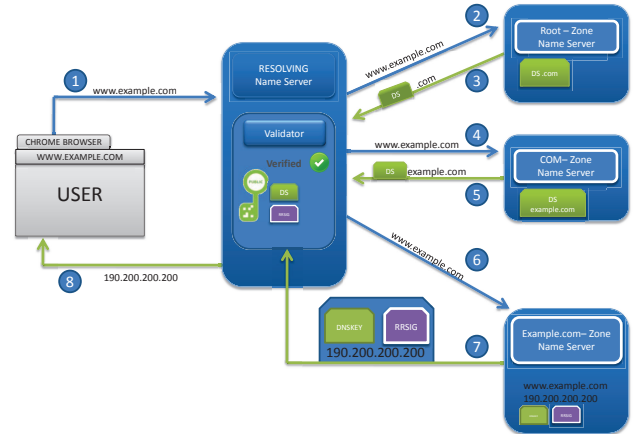 1
www.example.com
CHROME BROWSER
WWW.EXAMPLE.COM
USER
8
190.200.200.200
RESOLVING
Name Server
Validator
Verified
PUBLIC
DS
RRSIG
2
www.example.com
3
DS
.com
Root – Zone
Name Server
DS .com
4
www.example.com
DS
example.com
5
COM– Zone
Name Server
DS
example.com
www.example.com
6
DNSKEY
RRSIG
190.200.200.200
7
Example.com– Zone
Name Server
www.example.com
190.200.200.200
RRSIG